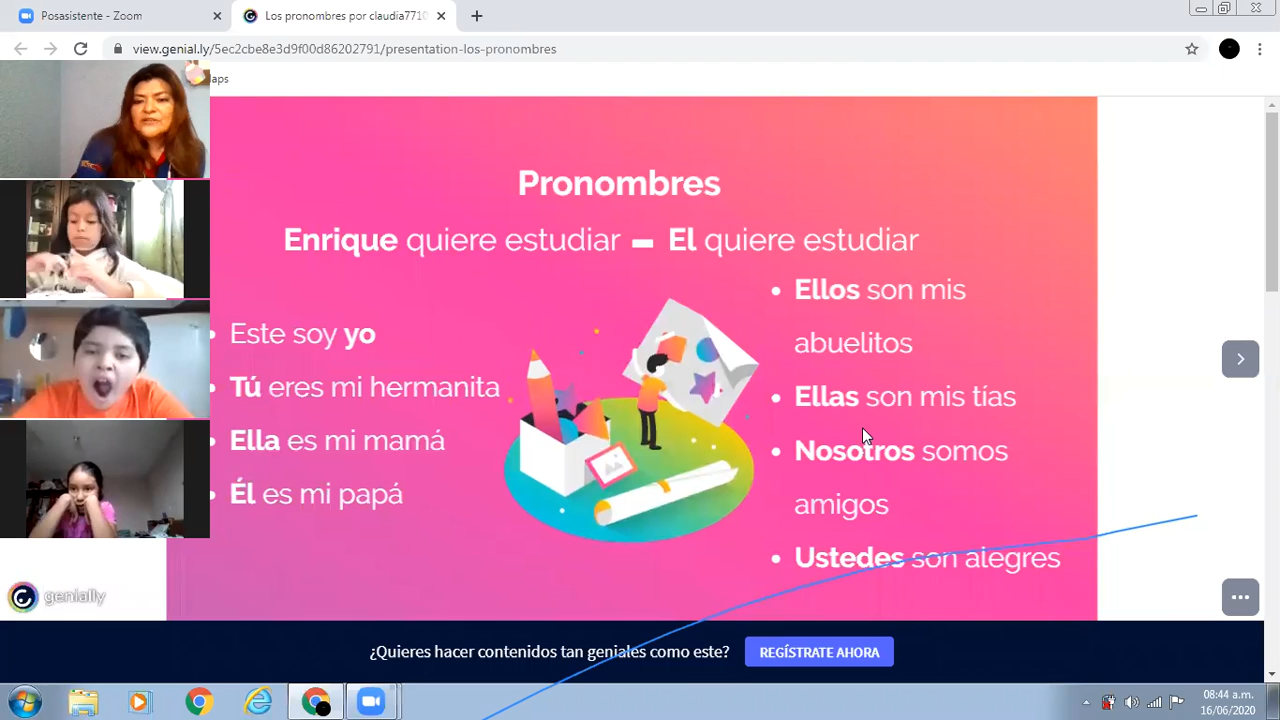 Posasistente - Zoom
Los pronombres por claudia7710
view.genial.ly/5ec2cbe8e3d9f00d86202791/presentation-los-pronombres
aps
Pronombres
Enrique quiere estudiar - El quiere estudiar
Este soy yo
Tú eres mi hermanita
Ella es mi mamá
Él es mi papá
Ellos son mis
abuelitos
Ellas son mis tías
Nosotros somos
amigos
Ustedes son alegres
genially
¿Quieres hacer contenidos tan geniales como este?
REGÍSTRATE AHORA
08:44 a.m.
16/06/2020